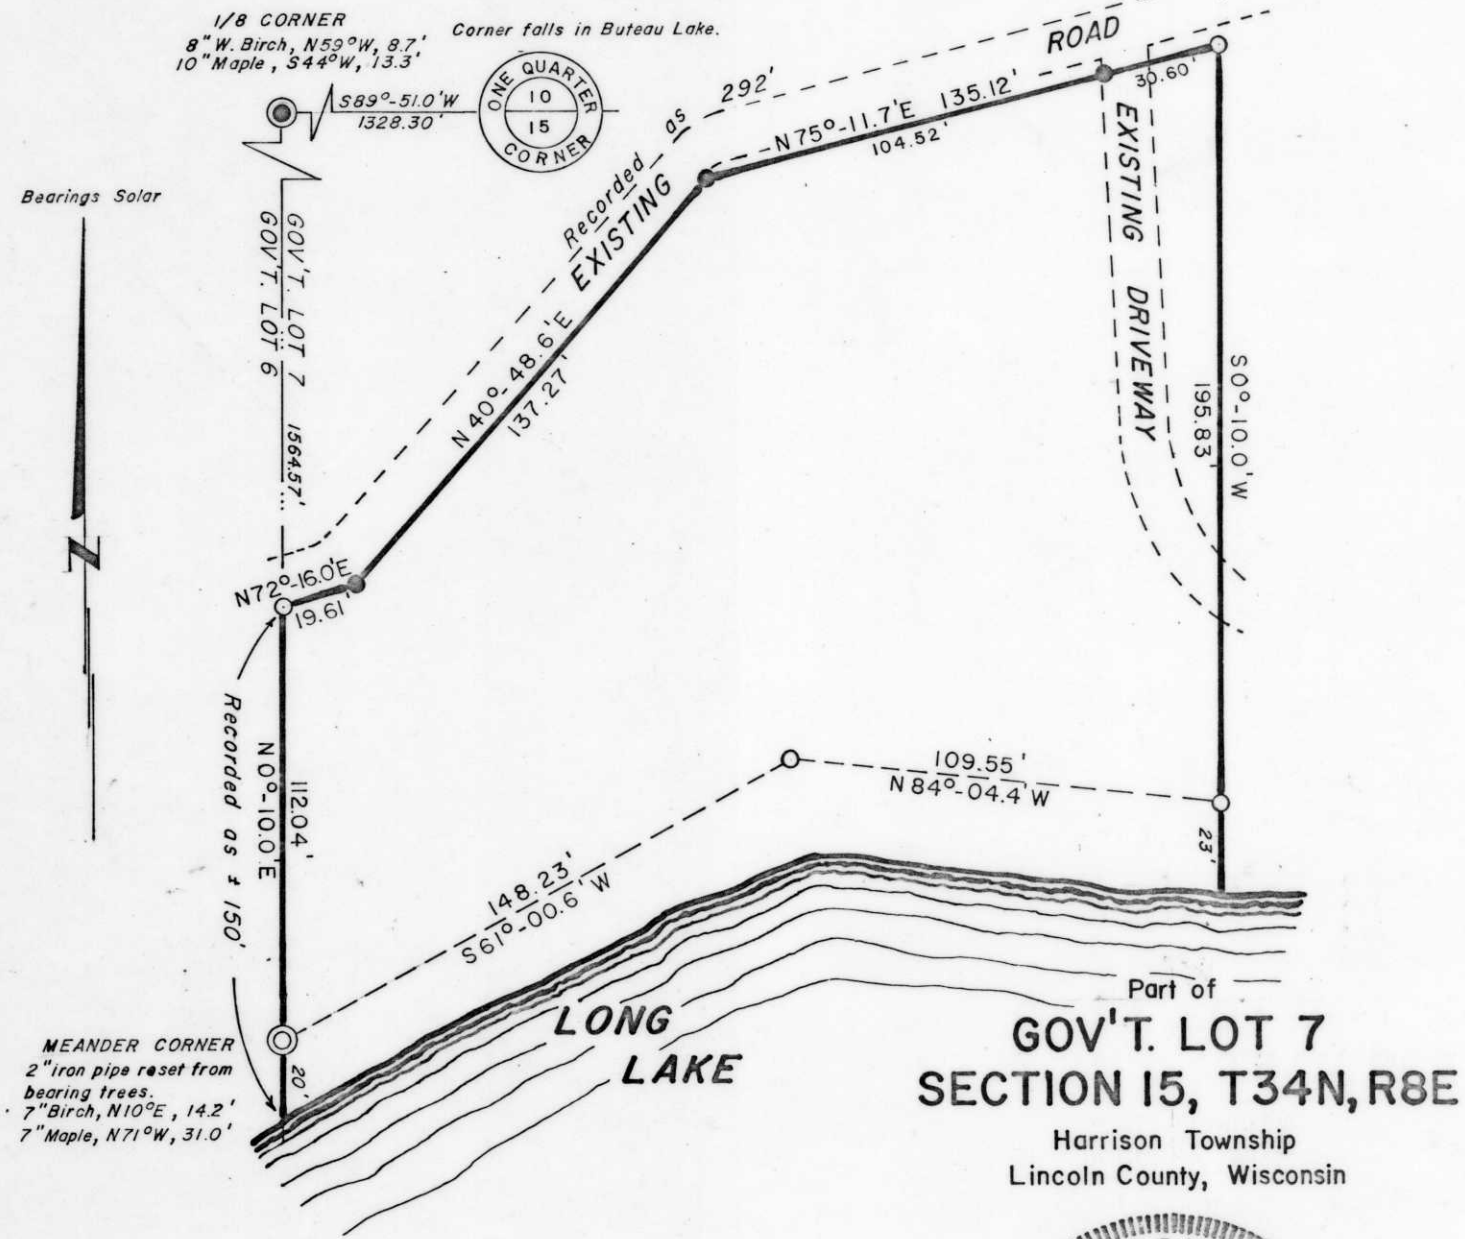 1/8 CORNER
8" W. Birch, N59°W, 8.7'
10" Maple, S44°W, 13.3'
Corner falls in Buteau Lake.
S89°-51.0'W
1328.30'
ONE QUARTER
10
15
CORNER
Bearings Solar
GOV'T. LOT 7
GOV'T. LOT 6
1564.57'
Recorded as 292'
EXISTING ROAD
N75°-11.7'E 135.12'
104.52'
30.60'
N40°-48.6'E
137.27'
EXISTING DRIVEWAY
S0°-10.0'W
195.83'
N72°-16.0'E
19.61'
Recorded as ± 150'
N0°-10.0'E
112.04'
109.55'
N84°-04.4'W
23'
148.23'
S61°-00.6'W
20'
MEANDER CORNER
2" iron pipe reset from
bearing trees.
7" Birch, N10°E, 14.2'
7" Maple, N71°W, 31.0'
LONG
LAKE
Part of
GOV'T. LOT 7
SECTION 15, T34N, R8E
Harrison Township
Lincoln County, Wisconsin